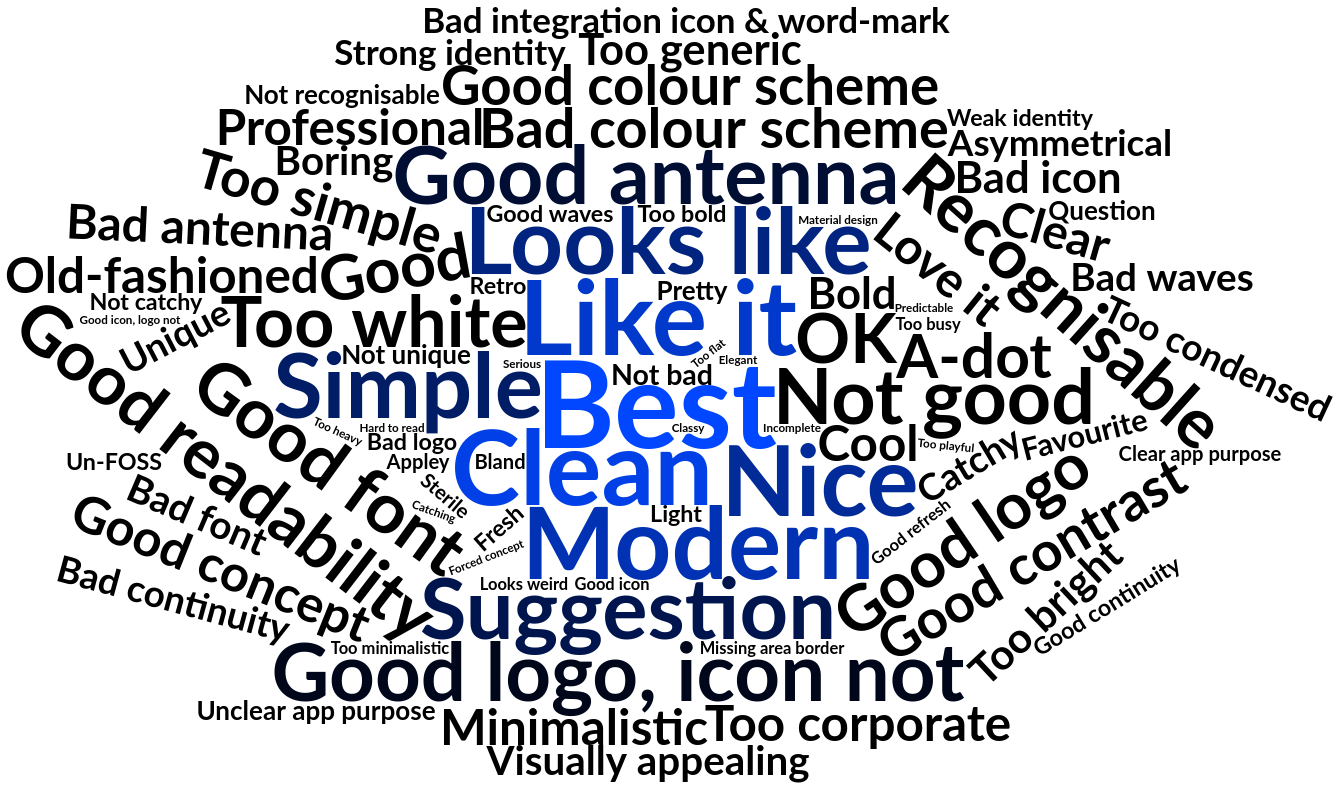 Bad integration icon & word-mark
Strong identity
Too generic
Good colour scheme
Not recognisable
Professional
Bad colour scheme
Weak identity
Asymmetrical
Boring
Good antenna
Too simple
Recognisable
Bad icon
Bad antenna
Good waves
Too bold
Material design
Clear
Question
Looks like
Love it
Old-fashioned
Good
Bad waves
Retro
Like it
Pretty
Bold
Not catchy
Good icon, logo not
Unique
Too white
Predictable
Too busy
OK
Too condensed
Good readability
Not unique
Serious
Too flat
Elegant
A-dot
Simple
Best
Not bad
Not good
Good font
Too heavy
Hard to read
Bad logo
Classy
Incomplete
Cool
Too playful
Catchy
Favourite
Clear app purpose
Un-FOSS
Appley
Bland
Clean
Nice
Good logo
Bad font
Sterile
Catching
Good contrast
Good concept
Fresh
Light
Modern
Good refresh
Forced concept
Bad continuity
Looks weird
Good icon
Suggestion
Too bright
Good continuity
Too minimalistic
Missing area border
Good logo, icon not
Unclear app purpose
Minimalistic
Too corporate
Visually appealing